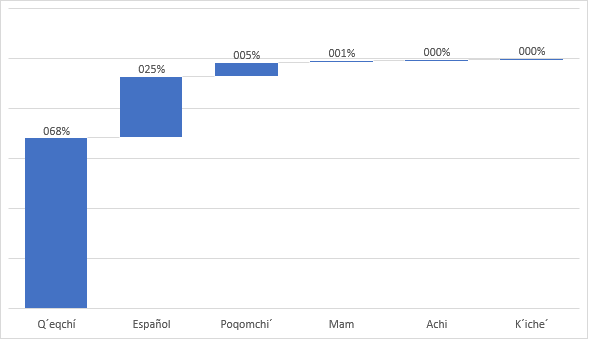 068%
025%
005%
001%
000%
000%
Q´eqchí
Español
Poqomchi´
Mam
Achi
K´iche´